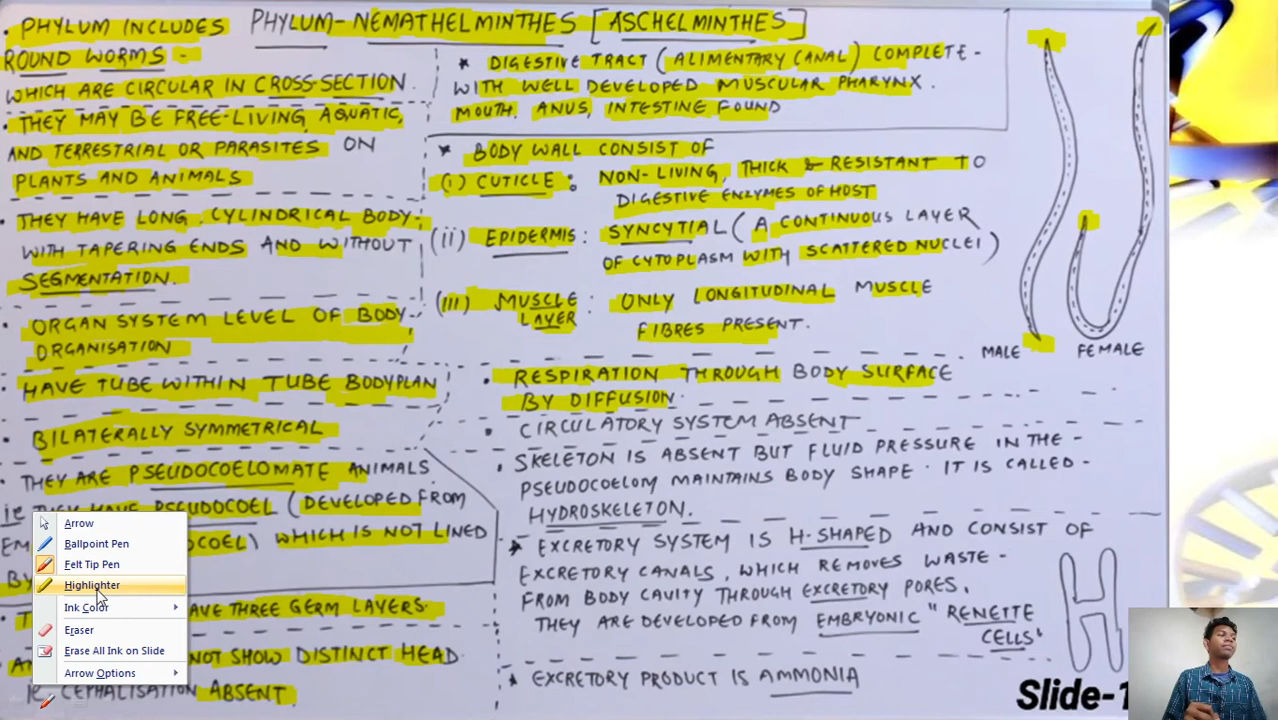 PHYLUM-NEMATHELMINTHES [ASCHELMINTHES]
• PHYLUM INCLUDES
ROUND WORMS -
WHICH ARE CIRCULAR IN CROSS-SECTION
• THEY MAY BE FREE-LIVING, AQUATIC,
AND TERRESTRIAL OR PARASITES ON
PLANTS AND ANIMALS
• THEY HAVE LONG, CYLINDRICAL BODY
WITH TAPERING ENDS AND WITHOUT
SEGMENTATION.
• ORGAN SYSTEM LEVEL OF BODY
ORGANISATION
• HAVE TUBE WITHIN TUBE BODYPLAN
• BILATERALLY SYMMETRICAL
• THEY ARE PSEUDOCOELOMATE ANIMALS.
ie THEY HAVE PSEUDOCOEL (DEVELOPED FROM
COEL) WHICH IS NOT LINED
THREE GERM LAYERS.
NOT SHOW DISTINCT HEAD
ie CEPHALISATION ABSENT.
Arrow
Ballpoint Pen
Felt Tip Pen
Highlighter
Ink Color
Eraser
Erase All Ink on Slide
Arrow Options
* DIGESTIVE TRACT (ALIMENTARY CANAL) COMPLETE -
WITH WELL DEVELOPED MUSCULAR PHARYNX.
MOUTH, ANUS, INTESTINE FOUND
* BODY WALL CONSIST OF
(i) CUTICLE : NON-LIVING, THICK & RESISTANT TO
DIGESTIVE ENZYMES OF HOST
(ii) EPIDERMIS : SYNCYTIAL (A CONTINUOUS LAYER
OF CYTOPLASM WITH SCATTERED NUCLEI)
(iii) MUSCLE LAYER : ONLY LONGITUDINAL MUSCLE
FIBRES PRESENT.
• RESPIRATION THROUGH BODY SURFACE
BY DIFFUSION.
• CIRCULATORY SYSTEM ABSENT
• SKELETON IS ABSENT BUT FLUID PRESSURE IN THE -
PSEUDOCOELOM MAINTAINS BODY SHAPE. IT IS CALLED -
HYDROSKELETON.
* EXCRETORY SYSTEM IS H-SHAPED AND CONSIST OF
EXCRETORY CANALS, WHICH REMOVES WASTE -
FROM BODY CAVITY THROUGH EXCRETORY PORES.
THEY ARE DEVELOPED FROM EMBRYONIC "RENETTE
CELLS"
* EXCRETORY PRODUCT IS AMMONIA
MALE
FEMALE
Slide-1